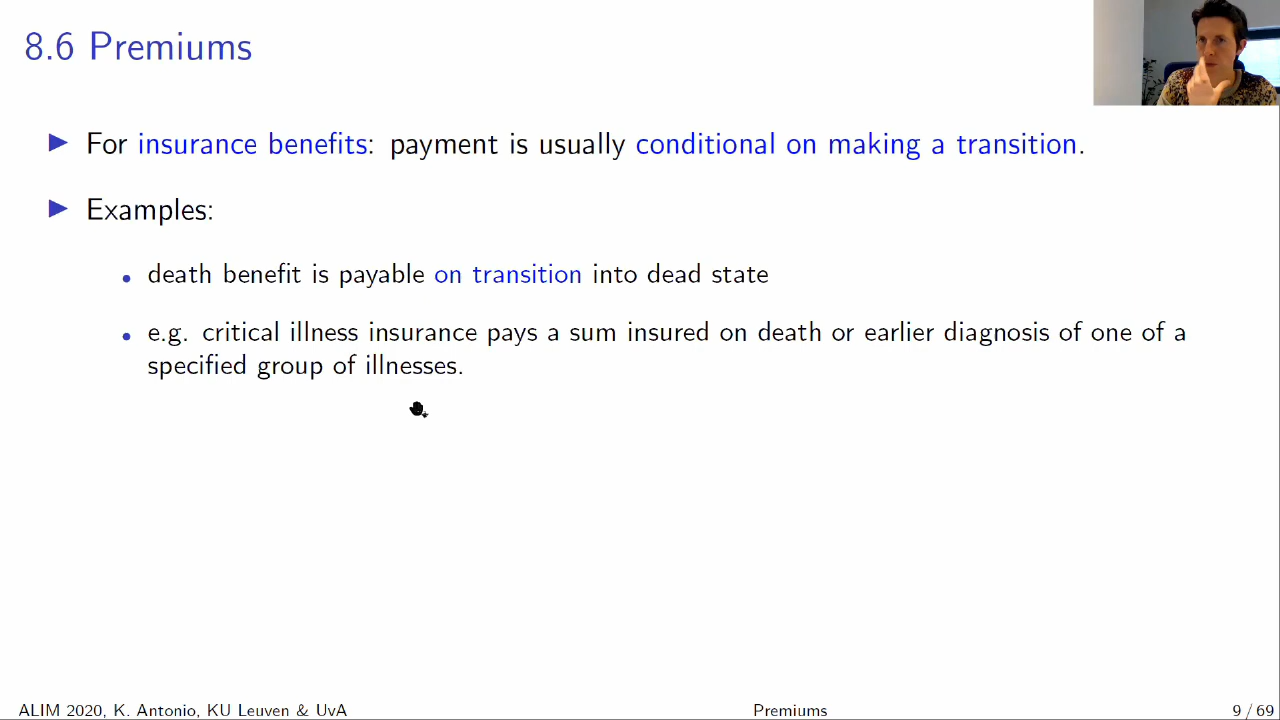 8.6 Premiums
For insurance benefits: payment is usually conditional on making a transition.
Examples:
death benefit is payable on transition into dead state
e.g. critical illness insurance pays a sum insured on death or earlier diagnosis of one of a
specified group of illnesses.
ALIM 2020, K. Antonio, KU Leuven & UvA Premiums 9 / 69